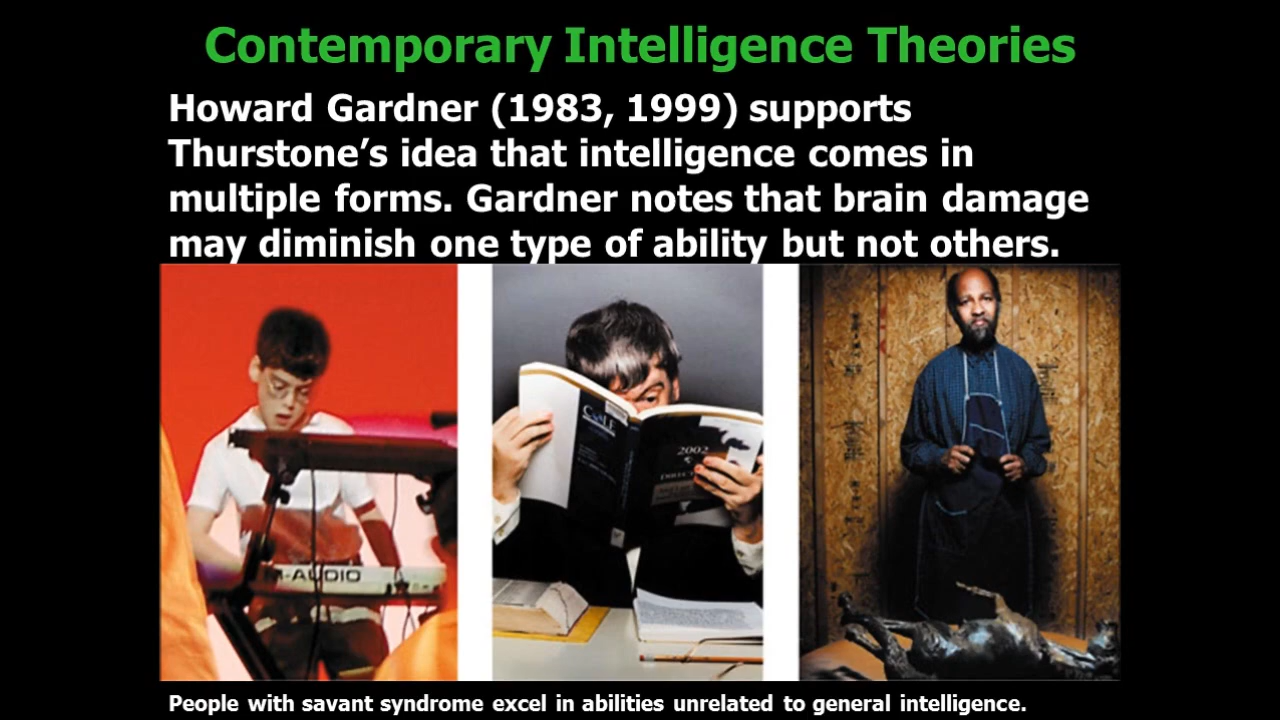 Contemporary Intelligence Theories
Howard Gardner (1983, 1999) supports
Thurstone’s idea that intelligence comes in
multiple forms. Gardner notes that brain damage
may diminish one type of ability but not others.
M-AUDIO
2002
People with savant syndrome excel in abilities unrelated to general intelligence.